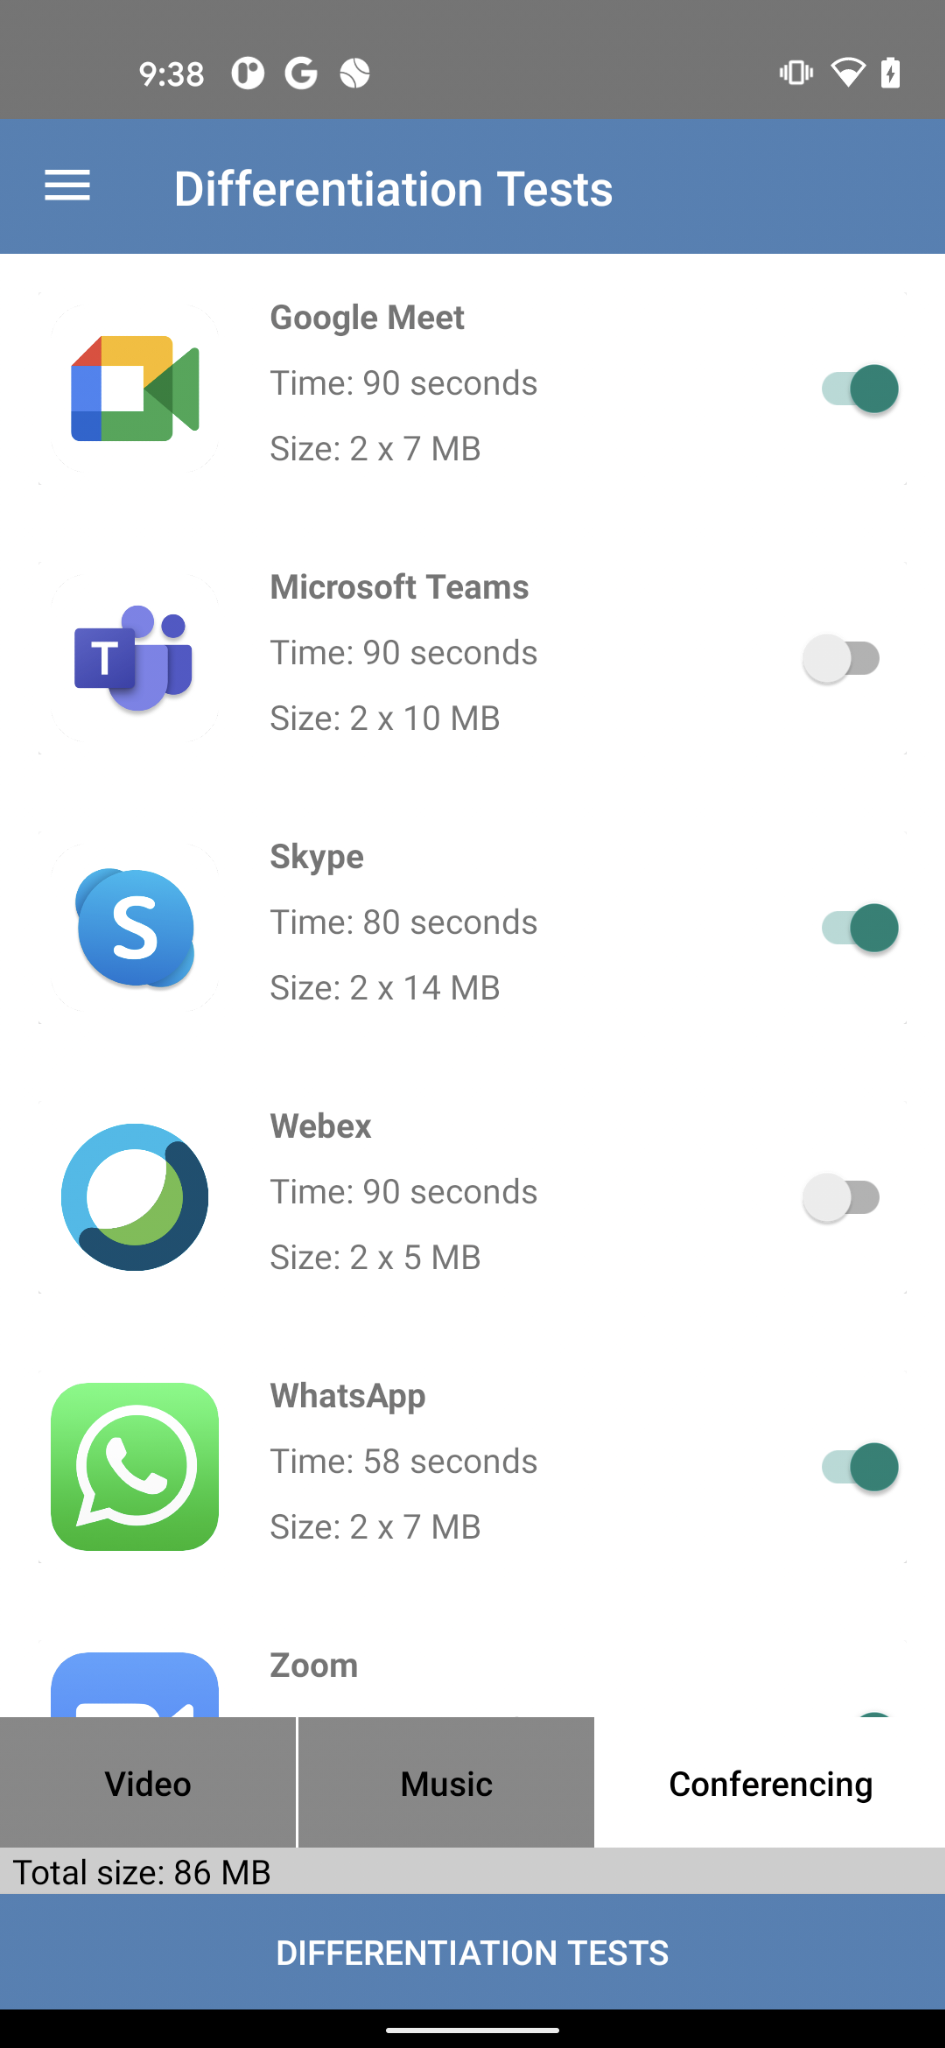 9:38
Differentiation Tests
Google Meet
Time: 90 seconds
Size: 2 x 7 MB
Microsoft Teams
T
Time: 90 seconds
Size: 2 x 10 MB
Skype
S
Time: 80 seconds
Size: 2 x 14 MB
Webex
Time: 90 seconds
Size: 2 x 5 MB
WhatsApp
Time: 58 seconds
Size: 2 x 7 MB
Zoom
Video
Music
Conferencing
Total size: 86 MB
DIFFERENTIATION TESTS